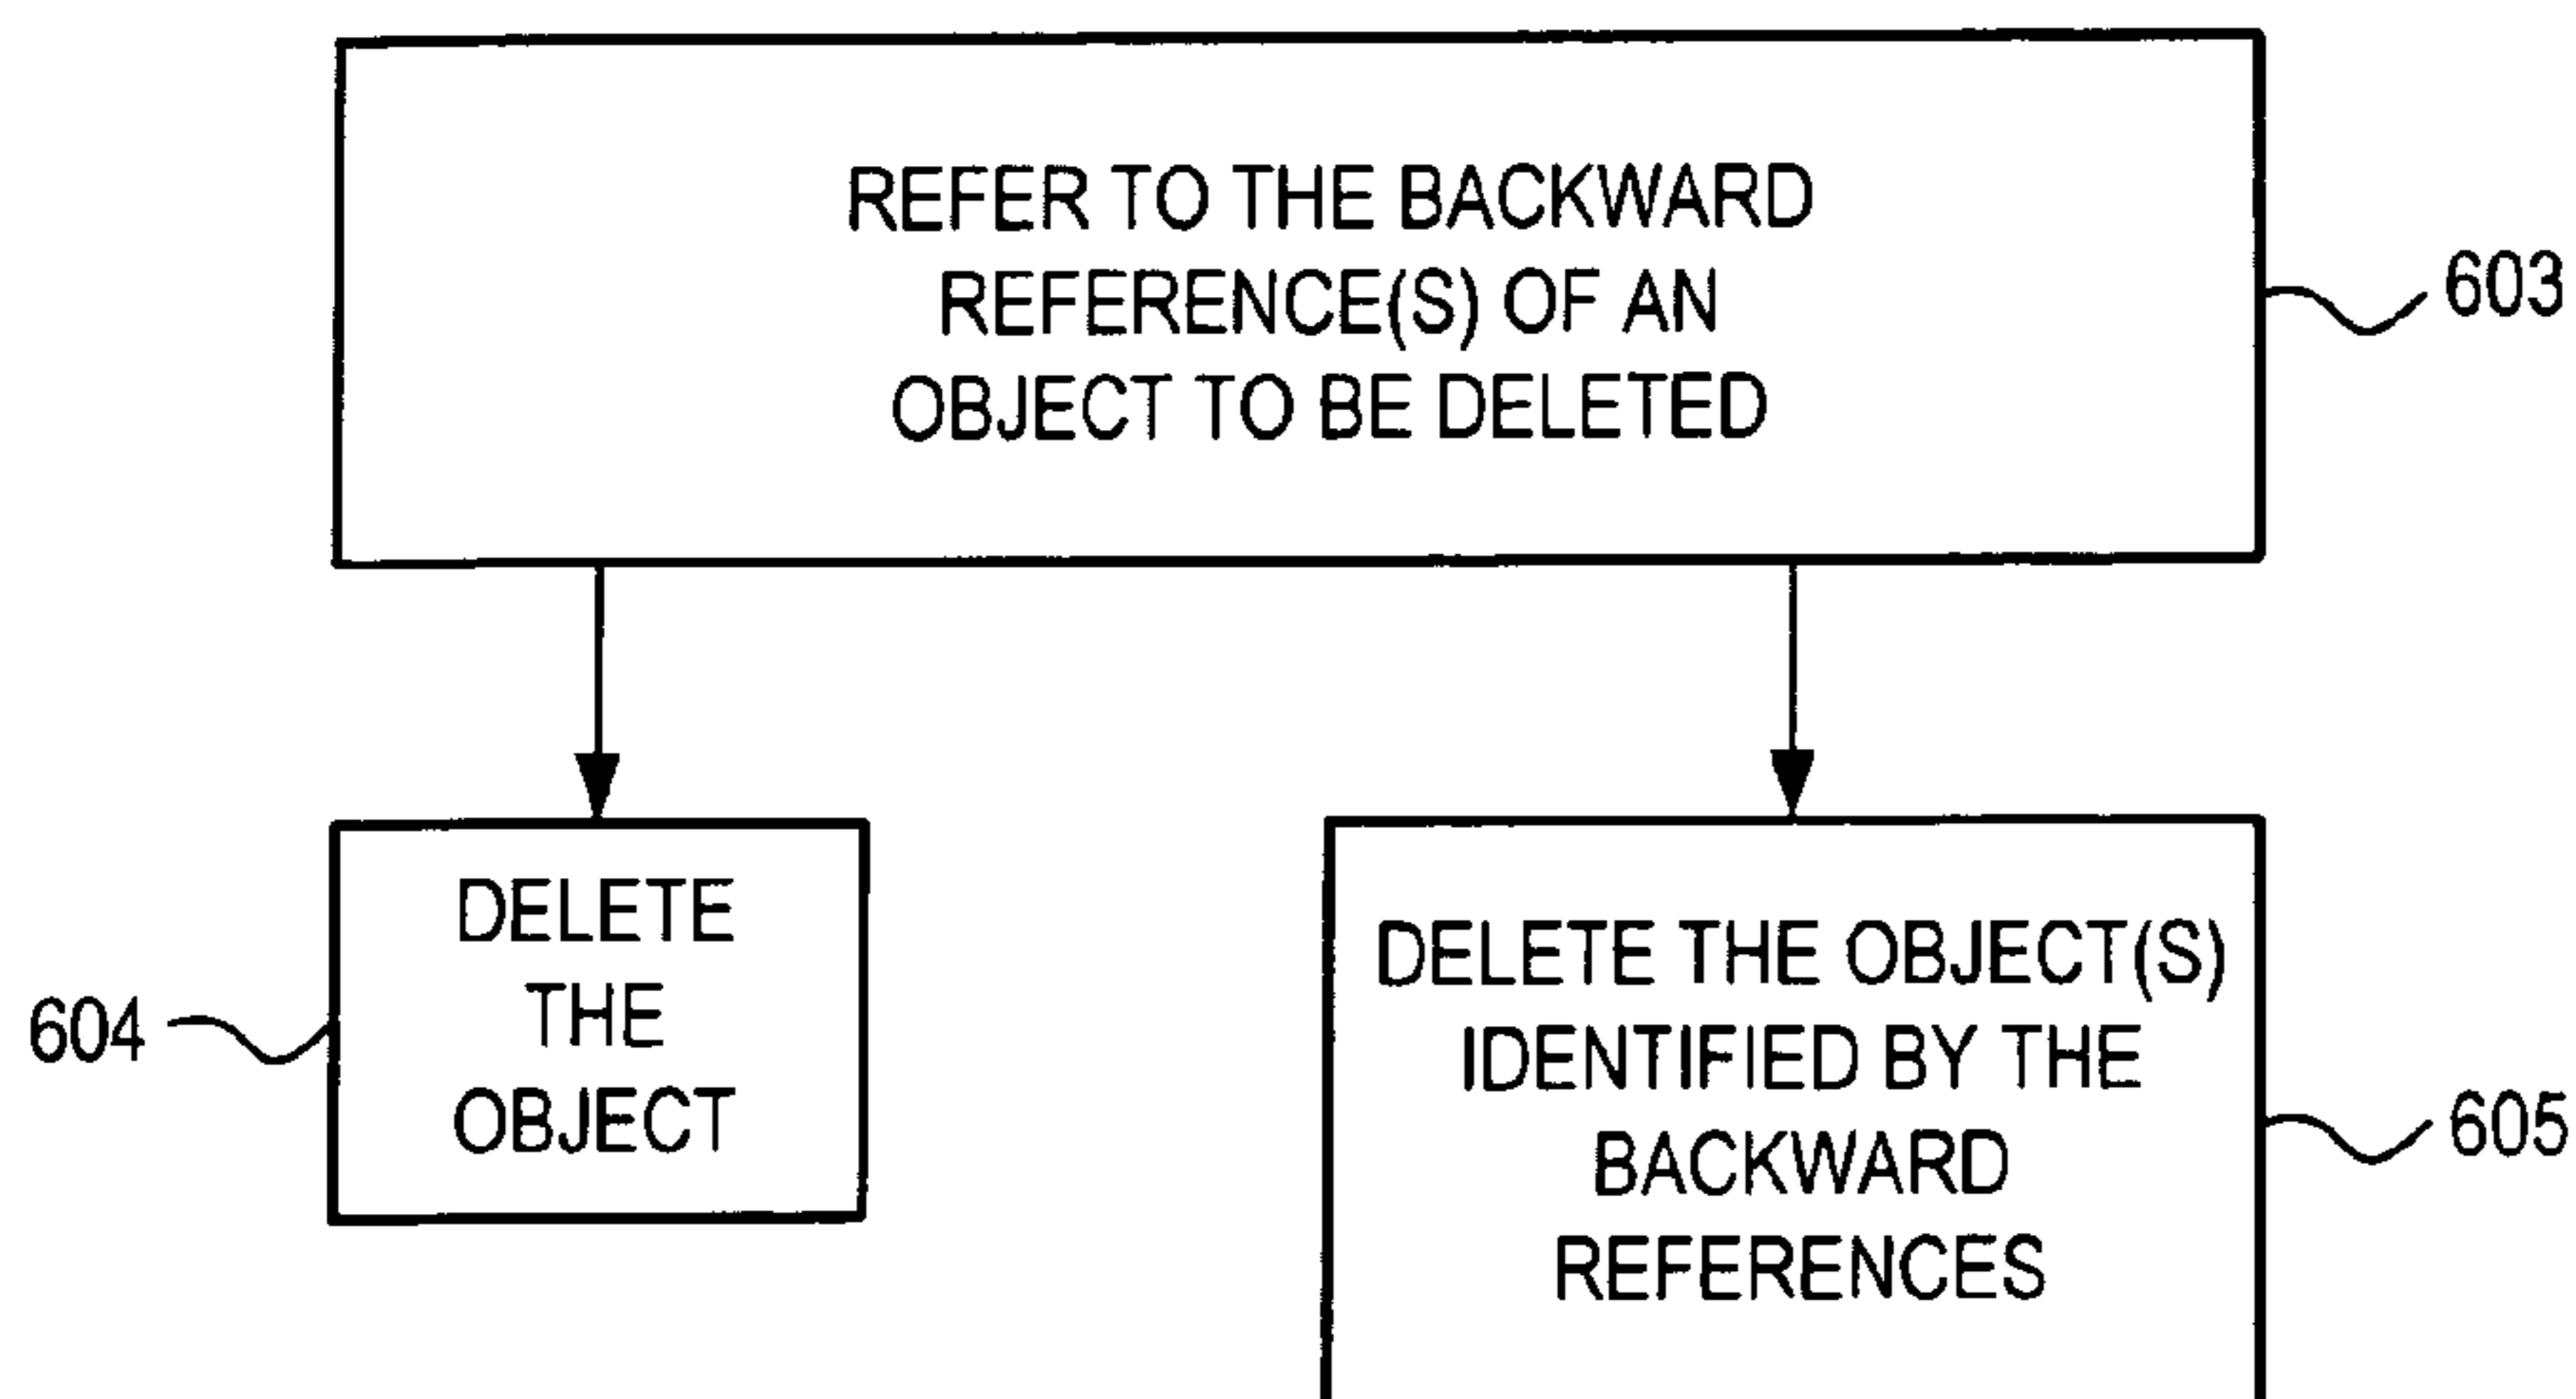 REFER TO THE BACKWARD
REFERENCE(S) OF AN
OBJECT TO BE DELETED
603
DELETE
THE
OBJECT
604
DELETE THE OBJECT(S)
IDENTIFIED BY THE
BACKWARD
REFERENCES
605